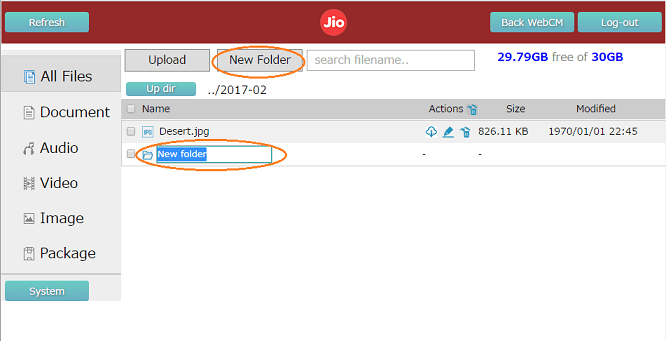 Refresh Jio Back WebCM Log-out
Upload New Folder search filename.. 29.79GB free of 30GB
All Files
Up dir ../2017-02
Name Actions Size Modified
Document
JPG Desert.jpg 826.11 KB 1970/01/01 22:45
Audio
New folder - -
Video
Image
Package
System